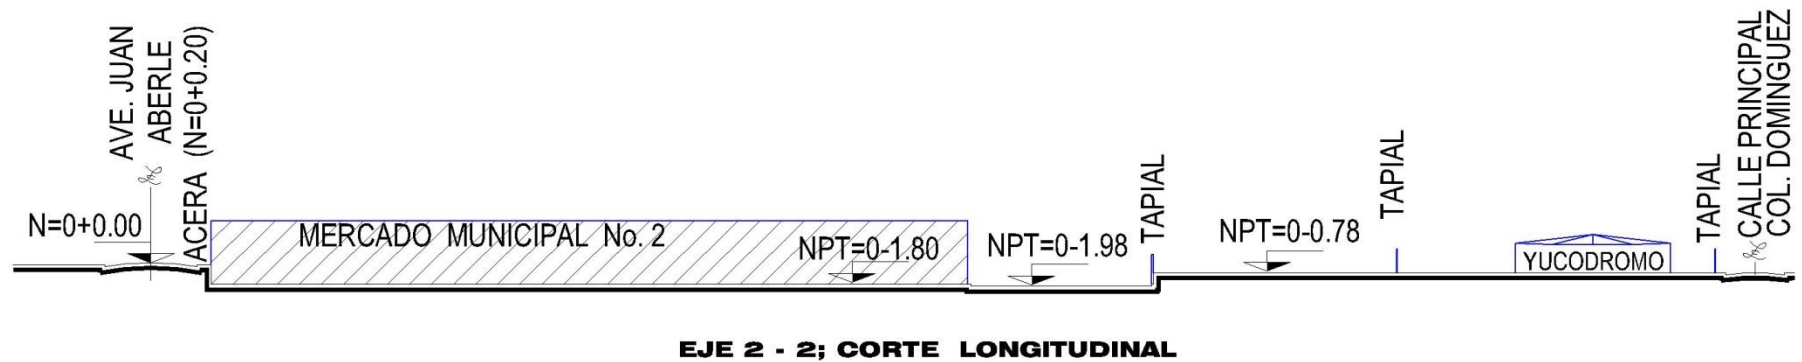 AVE. JUAN
ABERLE
ACERA (N=0+0.20)
N=0+0.00
MERCADO MUNICIPAL No. 2
NPT=0-1.80
NPT=0-1.98
TAPIAL
NPT=0-0.78
TAPIAL
YUCODROMO
TAPIAL
CALLE PRINCIPAL
COL. DOMINGUEZ
EJE 2 - 2; CORTE LONGITUDINAL